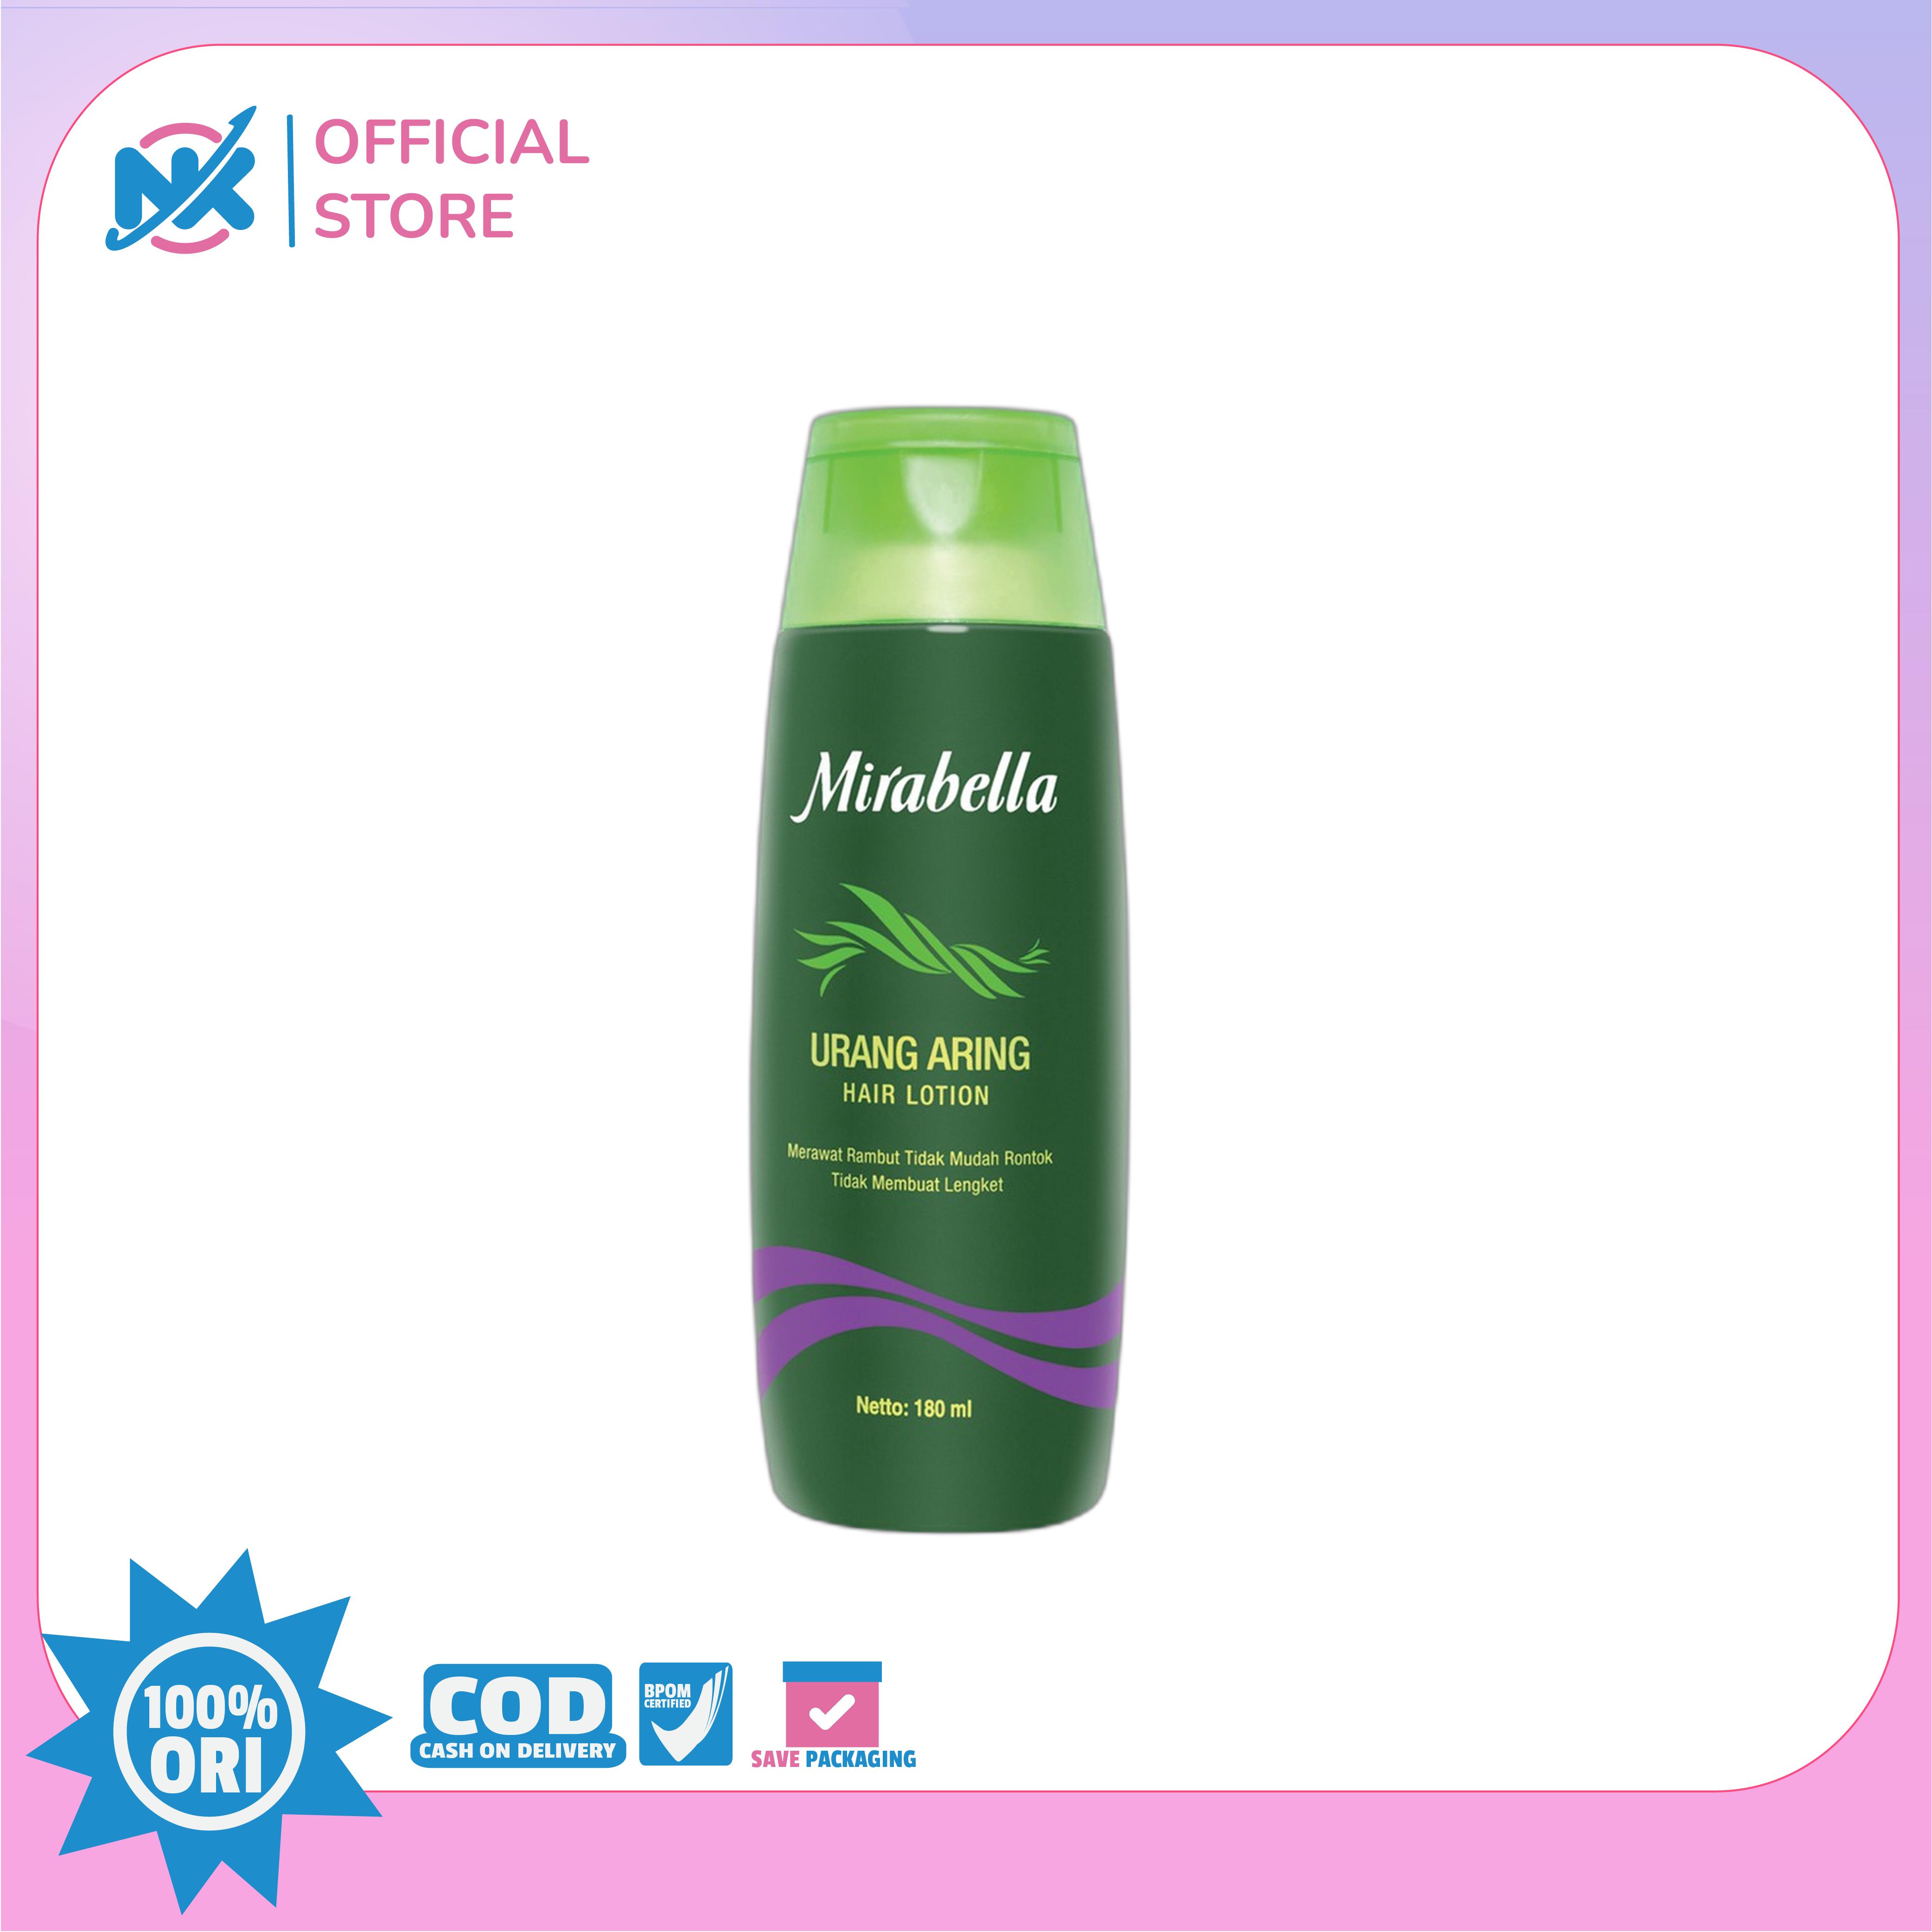 NK
OFFICIAL
STORE
Mirabella
URANG ARING
HAIR LOTION
Merawat Rambut Tidak Mudah Rontok
Tidak Membuat Lengket
Netto: 180 ml
100%
ORI
COD
CASH ON DELIVERY
BPOM
CERTIFIED
SAVE PACKAGING